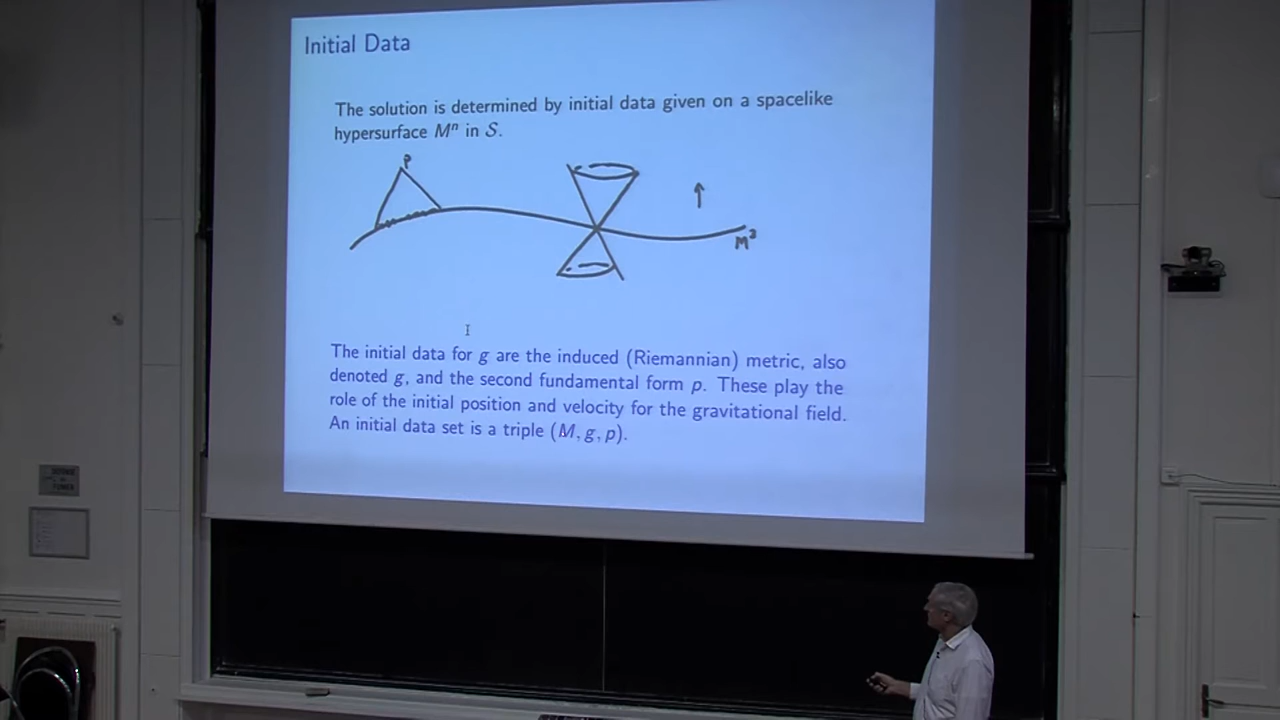 Initial Data
The solution is determined by initial data given on a spacelike
hypersurface Mⁿ in S.
P
M³
The initial data for g are the induced (Riemannian) metric, also
denoted g, and the second fundamental form p. These play the
role of the initial position and velocity for the gravitational field.
An initial data set is a triple (M, g, p).